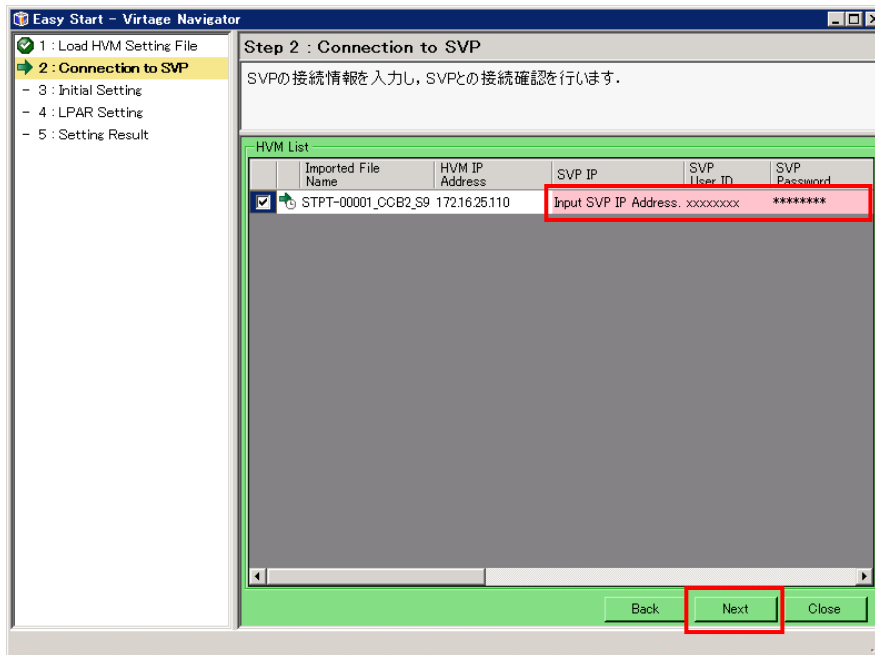 Easy Start - Virtage Navigator
1 : Load HVM Setting File
2 : Connection to SVP
- 3 : Initial Setting
- 4 : LPAR Setting
- 5 : Setting Result
Step 2 : Connection to SVP
SVPの接続情報を入力し，SVPとの接続確認を行います．
HVM List
Imported File Name
HVM IP Address
SVP IP
SVP User ID
SVP Password
STPT-00001_CCB2_S9 172.16.25.110 Input SVP IP Address. xxxxxxxx ********
Back Next Close